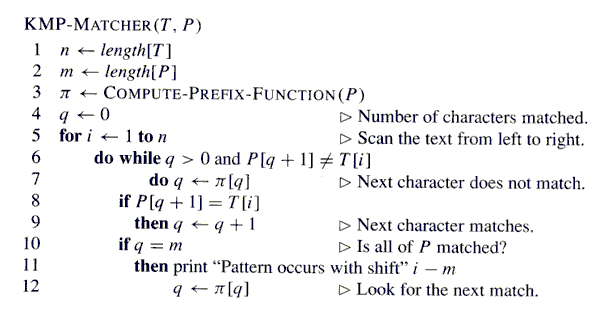 KMP-MATCHER(T, P)
1 n ← length[T]
2 m ← length[P]
3 π ← COMPUTE-PREFIX-FUNCTION(P)
4 q ← 0 ▷ Number of characters matched.
5 for i ← 1 to n ▷ Scan the text from left to right.
6 do while q > 0 and P[q + 1] ≠ T[i]
7 do q ← π[q] ▷ Next character does not match.
8 if P[q + 1] = T[i]
9 then q ← q + 1 ▷ Next character matches.
10 if q = m ▷ Is all of P matched?
11 then print “Pattern occurs with shift” i − m
12 q ← π[q] ▷ Look for the next match.